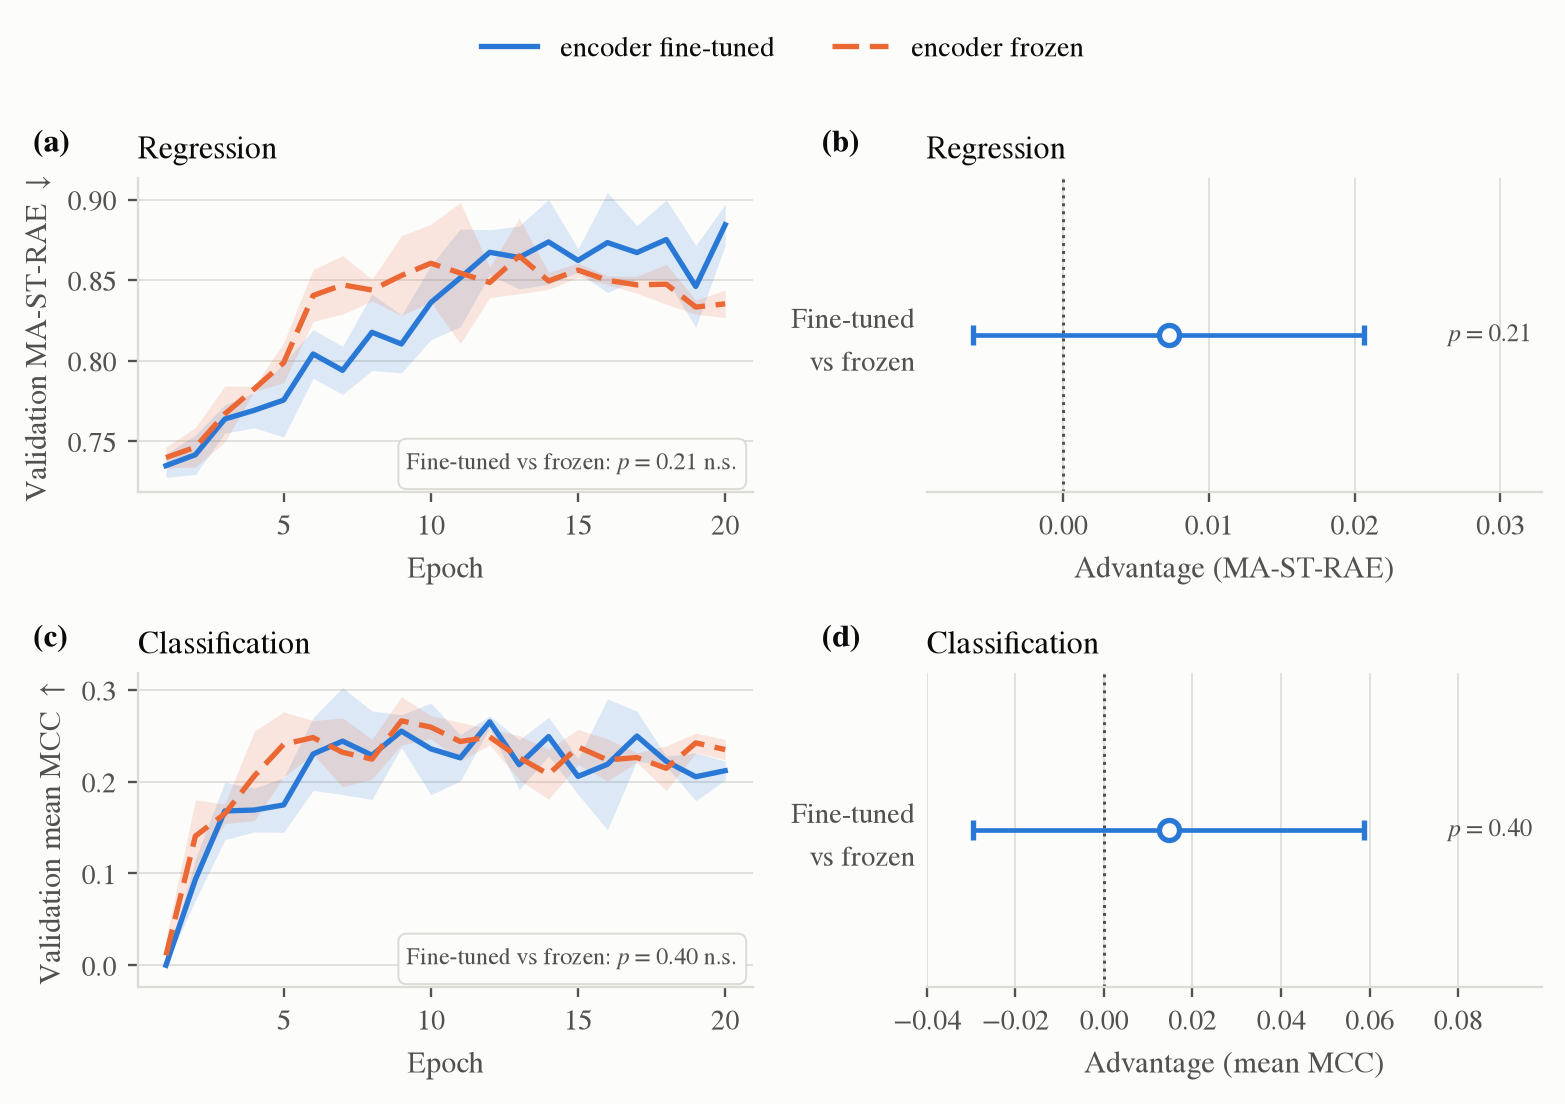 encoder fine-tuned
encoder frozen
(a)
Regression
Validation MA-ST-RAE ↓
0.90
0.85
0.80
0.75
Fine-tuned vs frozen: p = 0.21 n.s.
5
10
15
20
Epoch
(b)
Regression
Fine-tuned
vs frozen
p = 0.21
0.00
0.01
0.02
0.03
Advantage (MA-ST-RAE)
(c)
Classification
Validation mean MCC ↑
0.3
0.2
0.1
0.0
Fine-tuned vs frozen: p = 0.40 n.s.
5
10
15
20
Epoch
(d)
Classification
Fine-tuned
vs frozen
p = 0.40
−0.04
−0.02
0.00
0.02
0.04
0.06
0.08
Advantage (mean MCC)